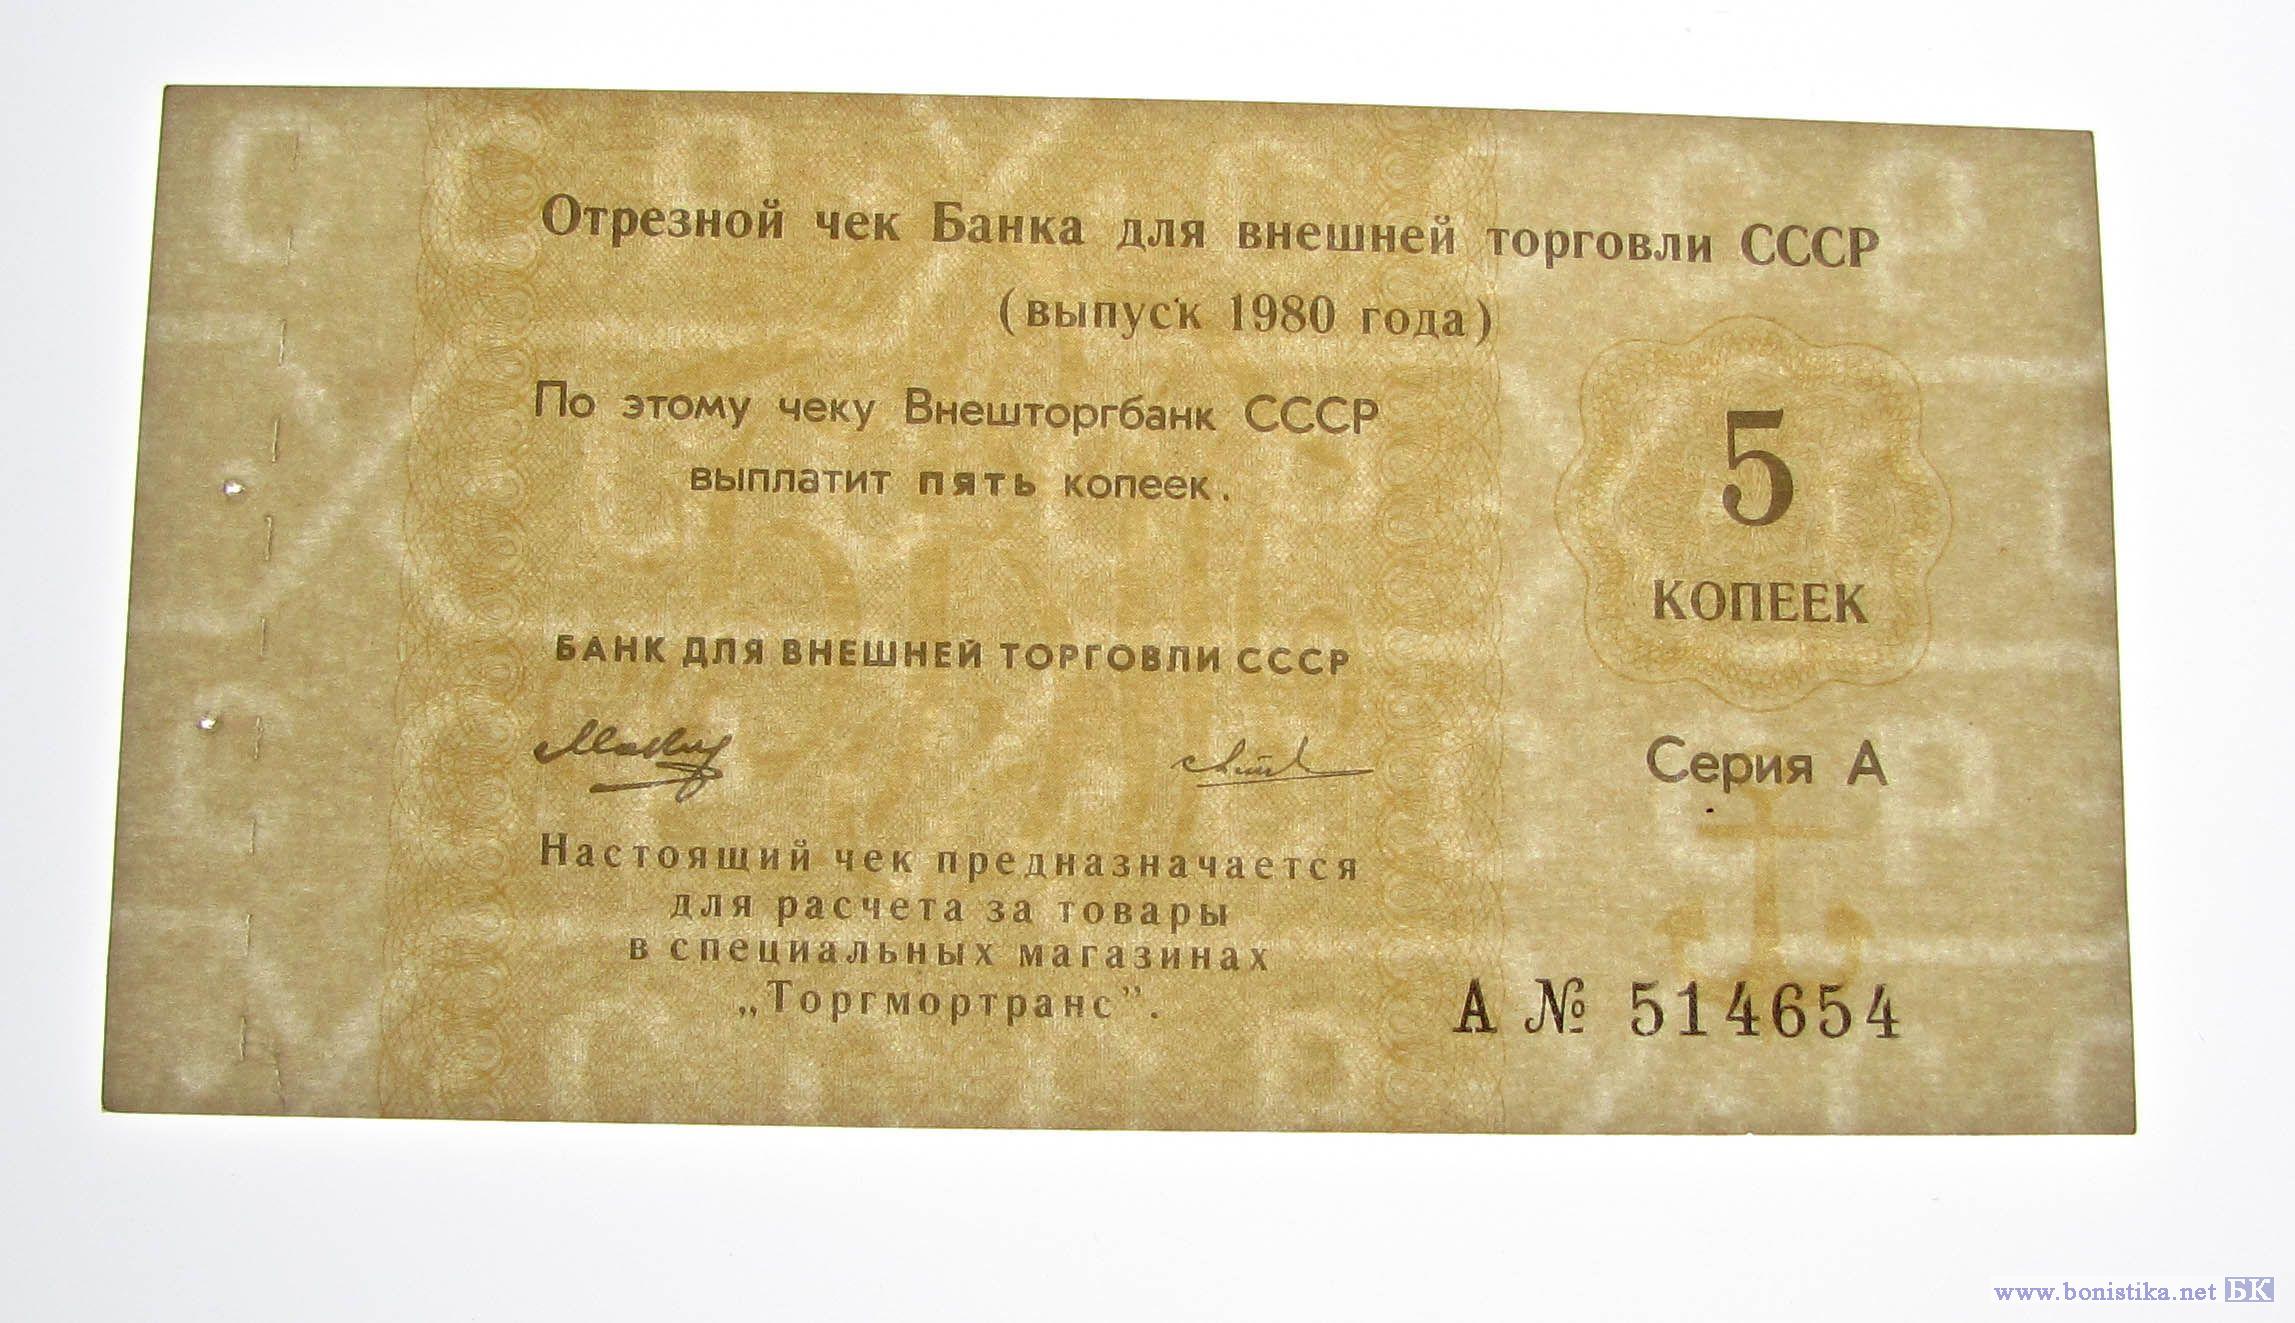 Отрезной чек Банка для внешней торговли СССР
(выпуск 1980 года)
По этому чеку Внешторгбанк СССР
выплатит пять копеек.
5
КОПЕЕК
БАНК ДЛЯ ВНЕШНЕЙ ТОРГОВЛИ СССР
Серия А
Настоящий чек предназначается
для расчета за товары
в специальных магазинах
„Торгмортранс”.
А № 514654
www.bonistika.net БК